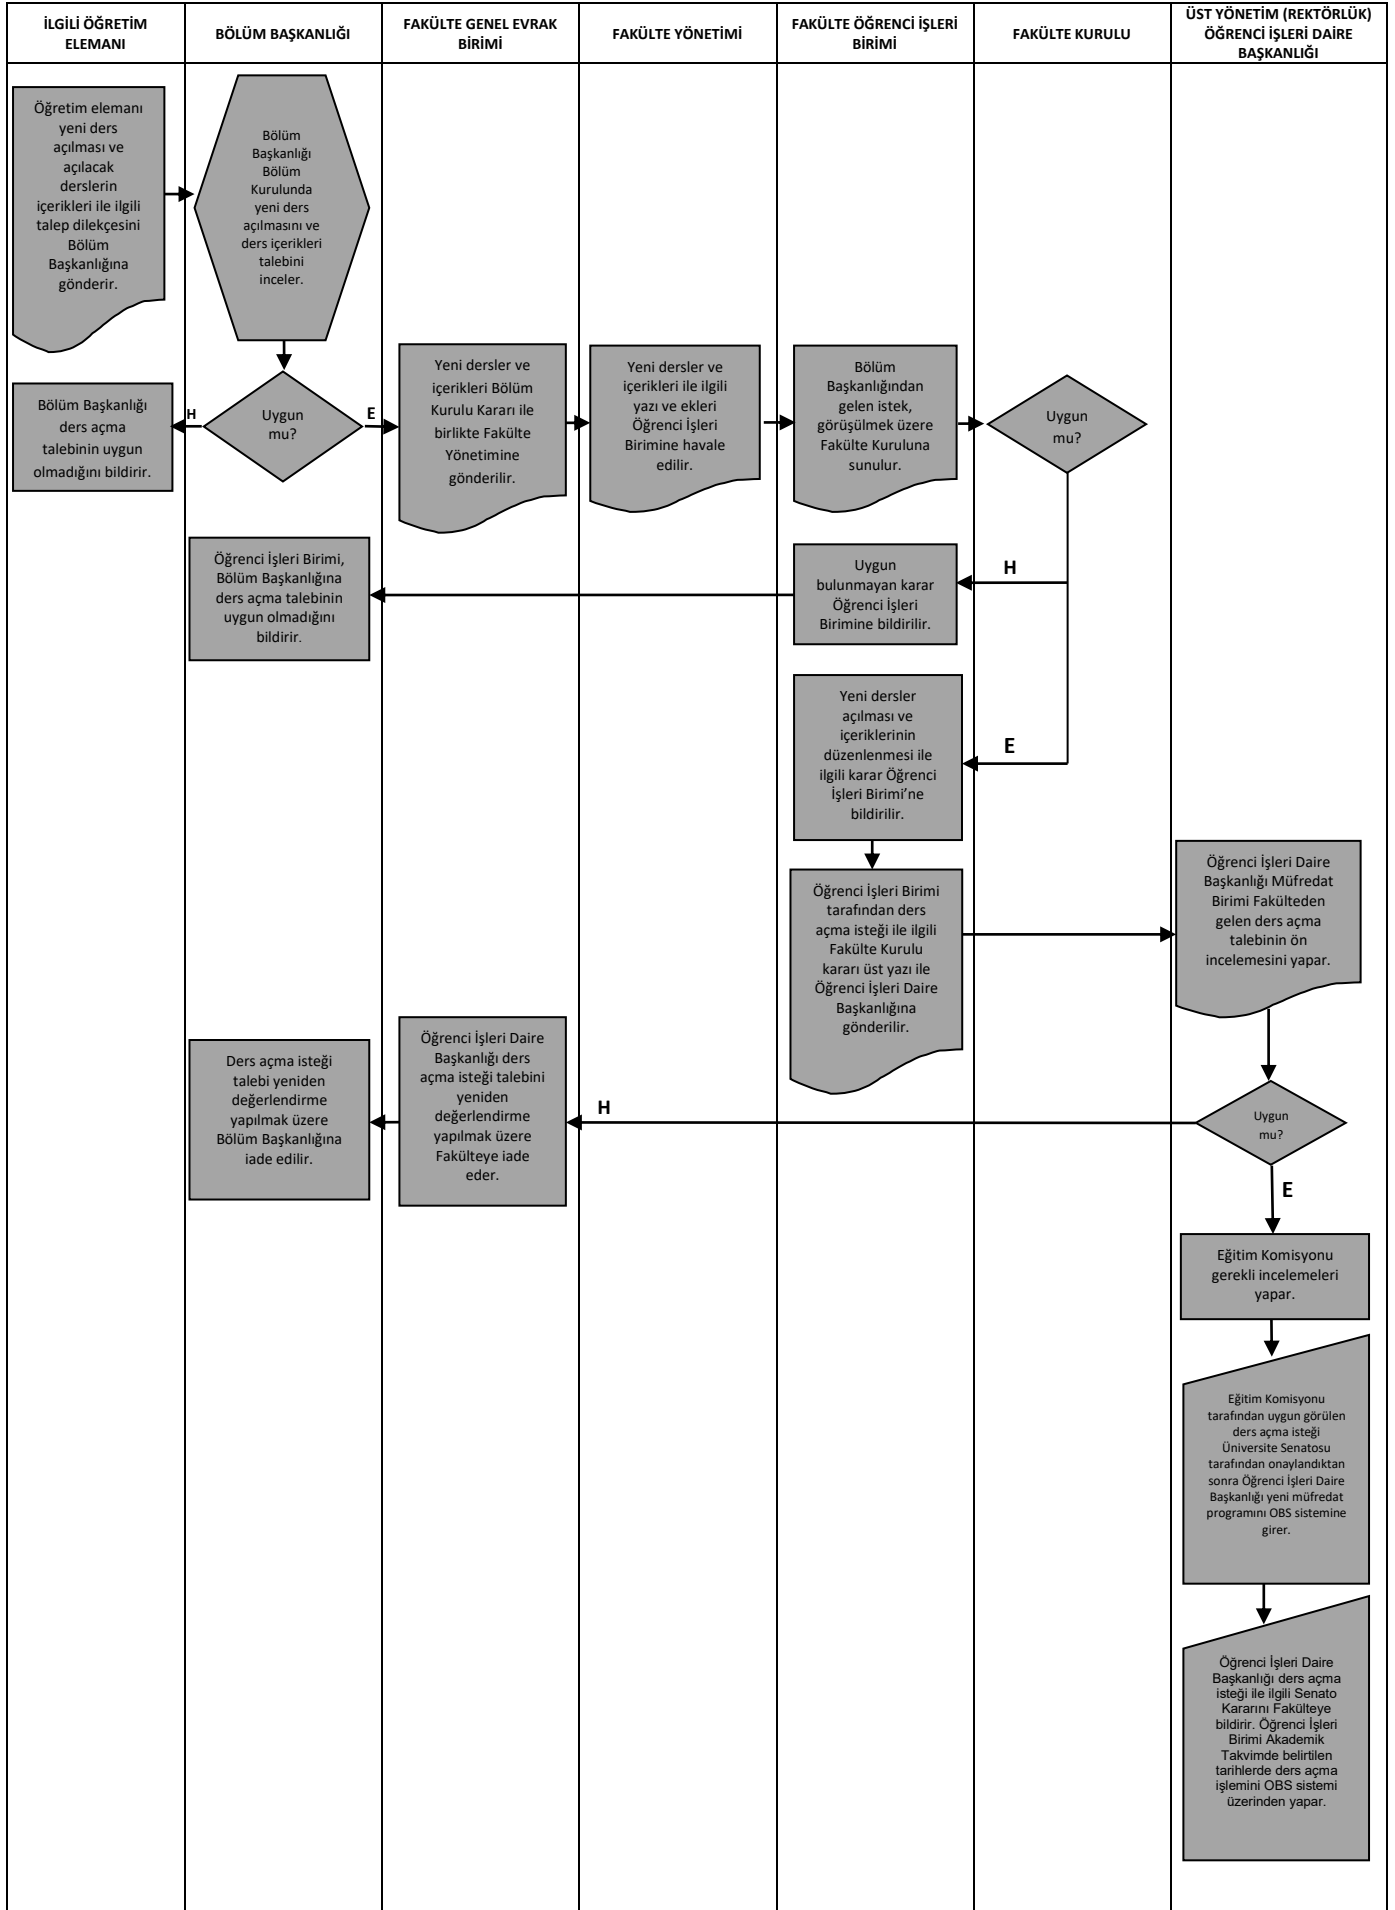 İLGİLİ ÖĞRETİM
ELEMANI
BÖLÜM BAŞKANLIĞI
FAKÜLTE GENEL EVRAK
BİRİMİ
FAKÜLTE YÖNETİMİ
FAKÜLTE ÖĞRENCİ İŞLERİ
BİRİMİ
FAKÜLTE KURULU
ÜST YÖNETİM (REKTÖRLÜK)
ÖĞRENCİ İŞLERİ DAİRE
BAŞKANLIĞI
Öğretim elemanı
yeni ders
açılması ve
açılacak
derslerin
içerikleri ile ilgili
talep dilekçesini
Bölüm
Başkanlığına
gönderir.
Bölüm
Başkanlığı
Bölüm
Kurulunda
yeni ders
açılmasını ve
ders içerikleri
talebini
inceler.
Bölüm Başkanlığı
ders açma
talebinin uygun
olmadığını bildirir.
H
Uygun
mu?
E
Yeni dersler ve
içerikleri Bölüm
Kurulu Kararı ile
birlikte Fakülte
Yönetimine
gönderilir.
Yeni dersler ve
içerikleri ile ilgili
yazı ve ekleri
Öğrenci İşleri
Birimine havale
edilir.
Bölüm
Başkanlığından
gelen istek,
görüşülmek üzere
Fakülte Kuruluna
sunulur.
Uygun
mu?
Öğrenci İşleri Birimi,
Bölüm Başkanlığına
ders açma talebinin
uygun olmadığını
bildirir.
Uygun
bulunmayan karar
Öğrenci İşleri
Birimine bildirilir.
H
Yeni dersler
açılması ve
içeriklerinin
düzenlenmesi ile
ilgili karar Öğrenci
İşleri Birimi’ne
bildirilir.
E
Öğrenci İşleri Birimi
tarafından ders
açma isteği ile ilgili
Fakülte Kurulu
kararı üst yazı ile
Öğrenci İşleri Daire
Başkanlığına
gönderilir.
Öğrenci İşleri Daire
Başkanlığı Müfredat
Birimi Fakülteden
gelen ders açma
talebinin ön
incelemesini yapar.
Ders açma isteği
talebi yeniden
değerlendirme
yapılmak üzere
Bölüm Başkanlığına
iade edilir.
Öğrenci İşleri Daire
Başkanlığı ders
açma isteği talebini
yeniden
değerlendirme
yapılmak üzere
Fakülteye iade
eder.
H
Uygun
mu?
E
Eğitim Komisyonu
gerekli incelemeleri
yapar.
Eğitim Komisyonu
tarafından uygun görülen
ders açma isteği
Üniversite Senatosu
tarafından onaylandıktan
sonra Öğrenci İşleri Daire
Başkanlığı yeni müfredat
programını OBS sistemine
girer.
Öğrenci İşleri Daire
Başkanlığı ders açma
isteği ile ilgili Senato
Kararını Fakülteye
bildirir. Öğrenci İşleri
Birimi Akademik
Takvimde belirtilen
tarihlerde ders açma
işlemini OBS sistemi
üzerinden yapar.